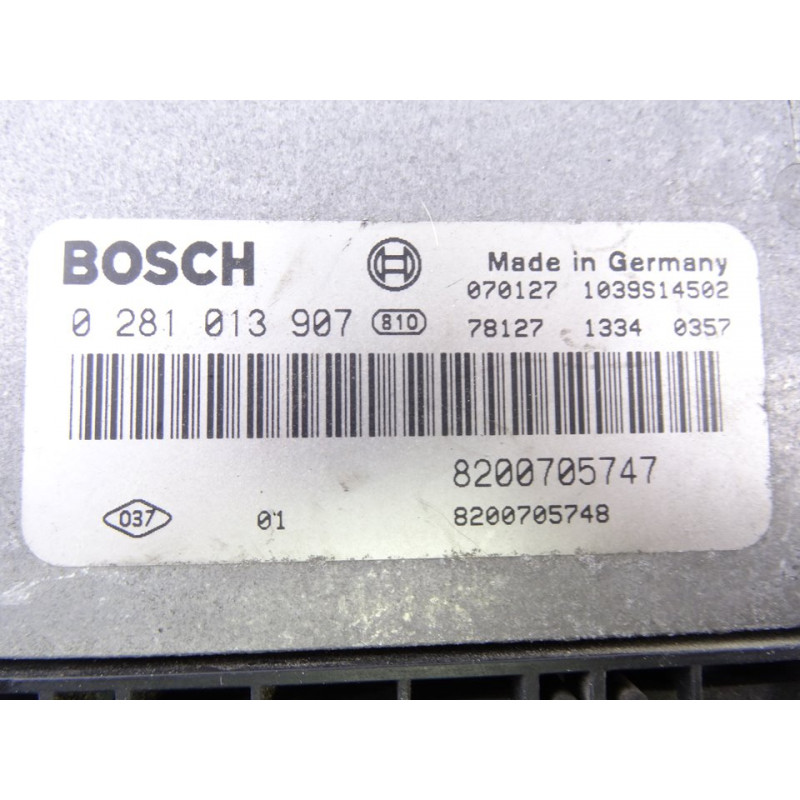 BOSCH
Made in Germany
070127 1039S14502
0 281 013 907 810
78127 1334 0357
8200705747
037 01 8200705748